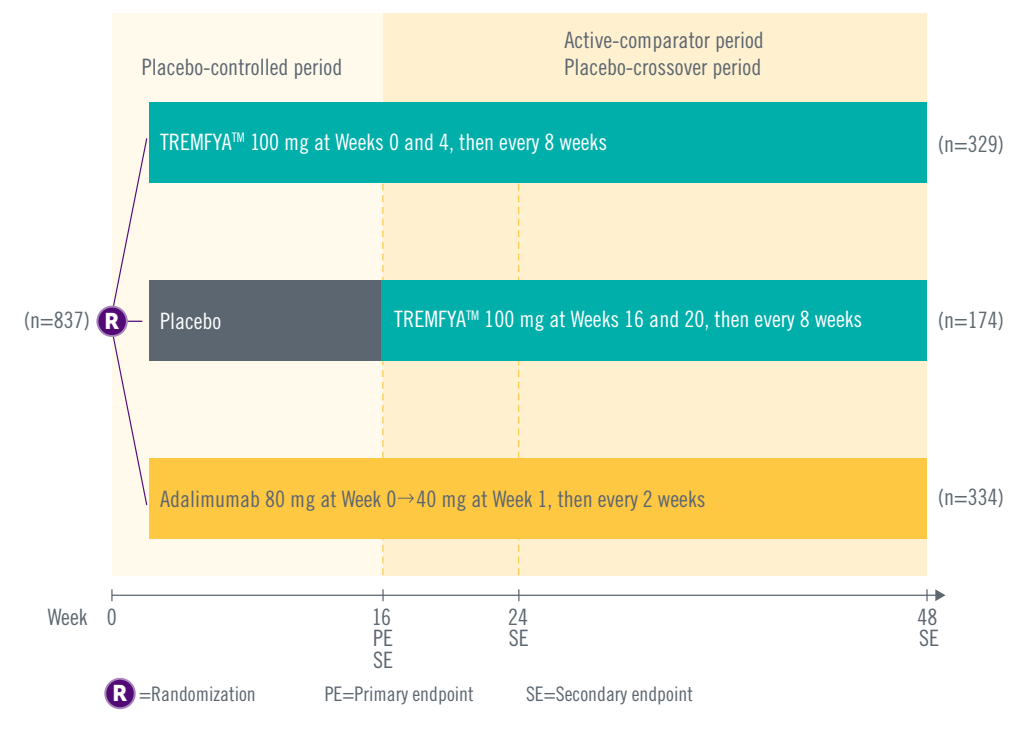 Active-comparator period
Placebo-controlled period
Placebo-crossover period
TREMFYA™ 100 mg at Weeks 0 and 4, then every 8 weeks
(n=329)
(n=837)
R
Placebo
TREMFYA™ 100 mg at Weeks 16 and 20, then every 8 weeks
(n=174)
Adalimumab 80 mg at Week 0→40 mg at Week 1, then every 2 weeks
(n=334)
Week 0 16 24 48
PE SE SE
SE
R =Randomization PE=Primary endpoint SE=Secondary endpoint